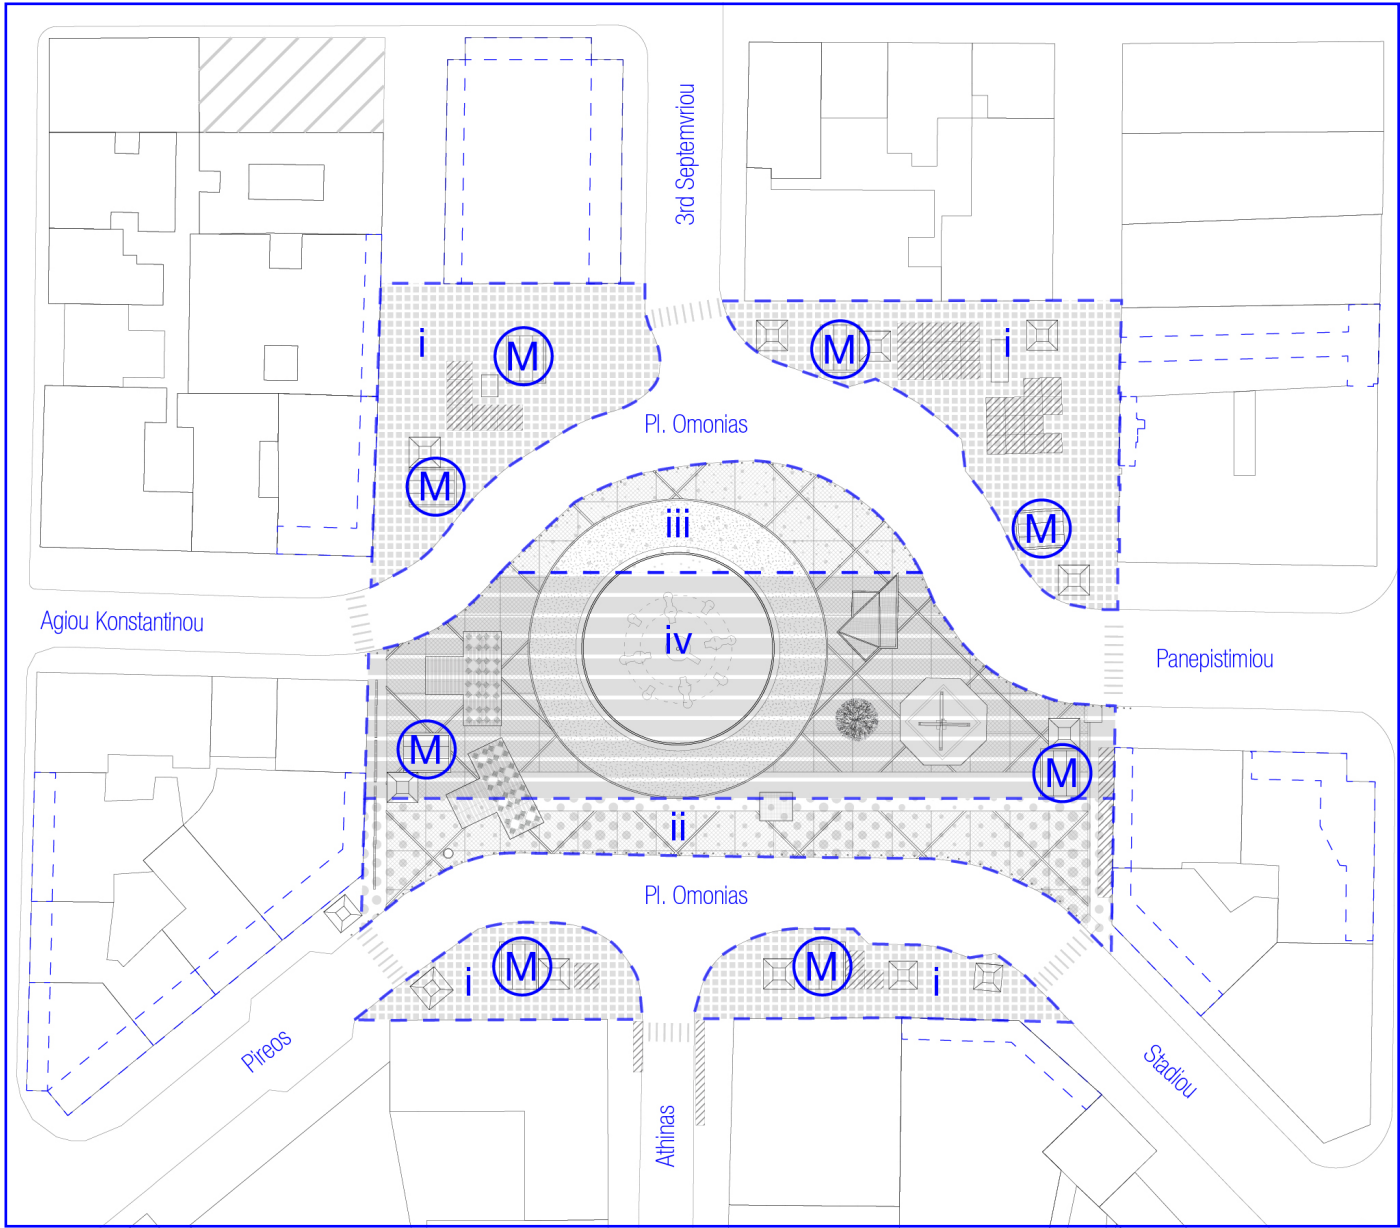 3rd Septemvriou
i
M
M
i
M
Pl. Omonias
M
iii
M
Agiou Konstantinou
iv
Panepistimiou
M
M
ii
Pl. Omonias
M
i
M
i
Pireos
Stadiou
Athinas